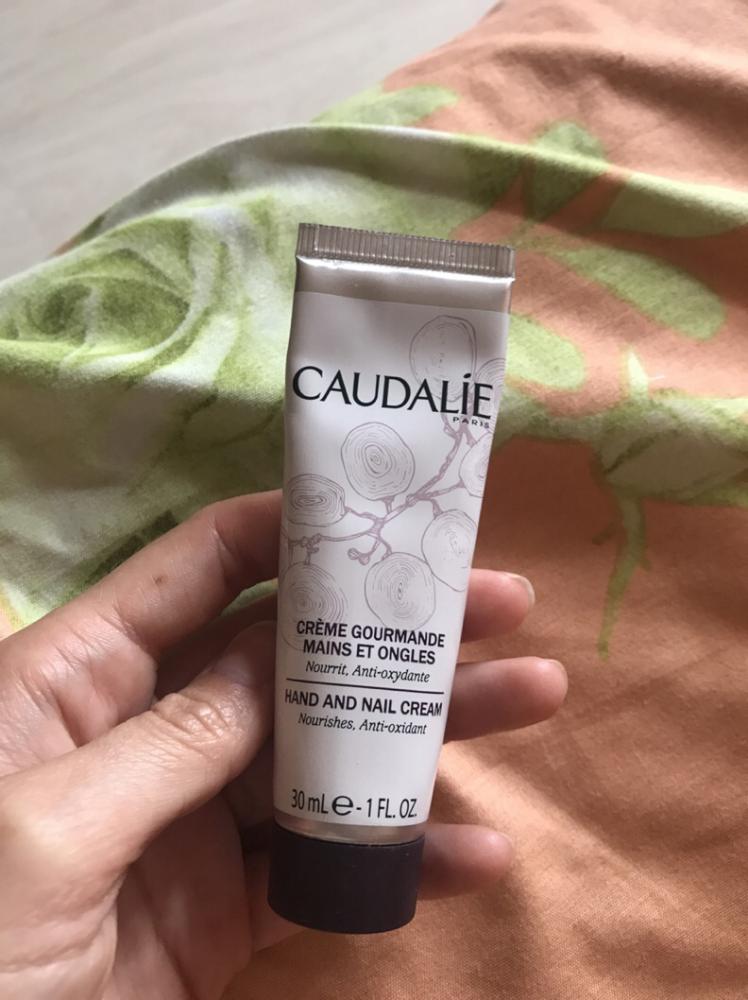 CAUDALÍE
PARIS
CRÈME GOURMANDE
MAINS ET ONGLES
Nourrit, Anti-oxydante
HAND AND NAIL CREAM
Nourishes, Anti-oxidant
30 mL ℮ - 1 FL. OZ.